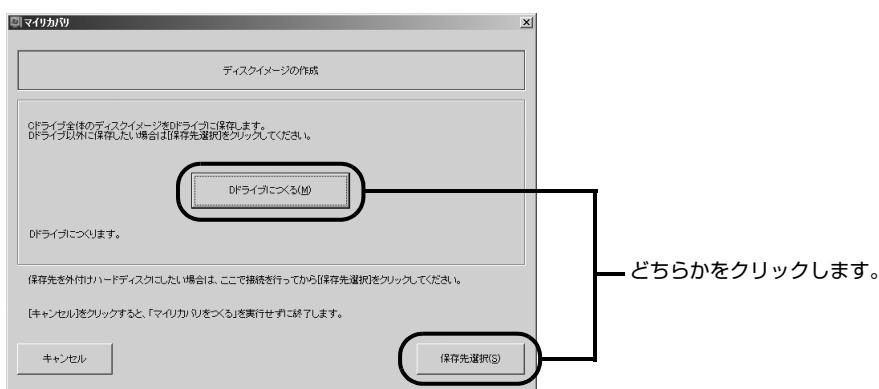 マイリカバリ
ディスクイメージの作成
Cドライブ全体のディスクイメージをDドライブに保存します。
Dドライブ以外に保存したい場合は[保存先選択]をクリックしてください。
Dドライブにつくる(M)
Dドライブにつくります。
どちらかをクリックします。
保存先を外付けハードディスクにしたい場合は、ここで接続を行ってから[保存先選択]をクリックしてください。
[キャンセル]をクリックすると、「マイリカバリをつくる」を実行せずに終了します。
キャンセル
保存先選択(S)